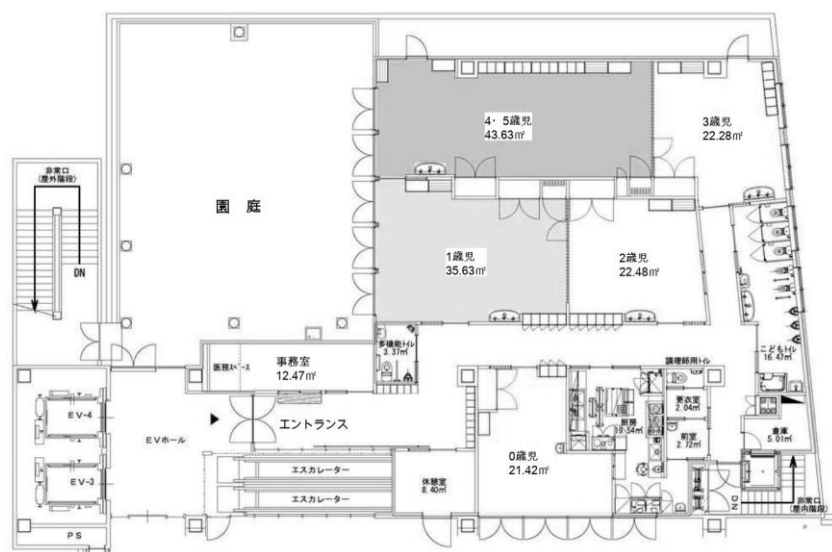 4・5歳児
43.63㎡
3歳児
22.28㎡
非常口
(屋外階段)
DN
園 庭
1歳児
35.63㎡
2歳児
22.48㎡
医務スペース
事務室
12.47㎡
多機能トイレ
3.37㎡
こどもトイレ
16.47㎡
調理師用トイレ
EV-4
EVホール
エントランス
更衣室
2.04㎡
厨房
19.54㎡
倉庫
5.01㎡
前室
2.72㎡
0歳児
21.42㎡
EV-3
エスカレーター
エスカレーター
休憩室
8.40㎡
PS
PS
DN
非常口
(屋内階段)